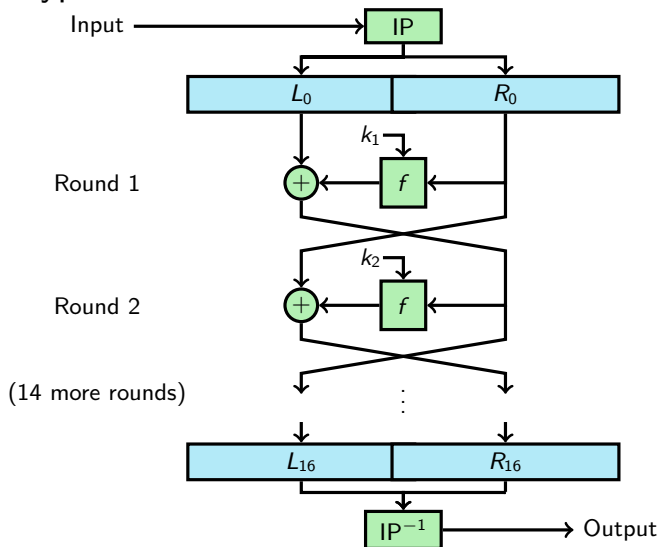 Input
IP
L₀
R₀
k₁
Round 1
+
f
k₂
Round 2
+
f
(14 more rounds)
⋮
L₁₆
R₁₆
IP⁻¹
Output